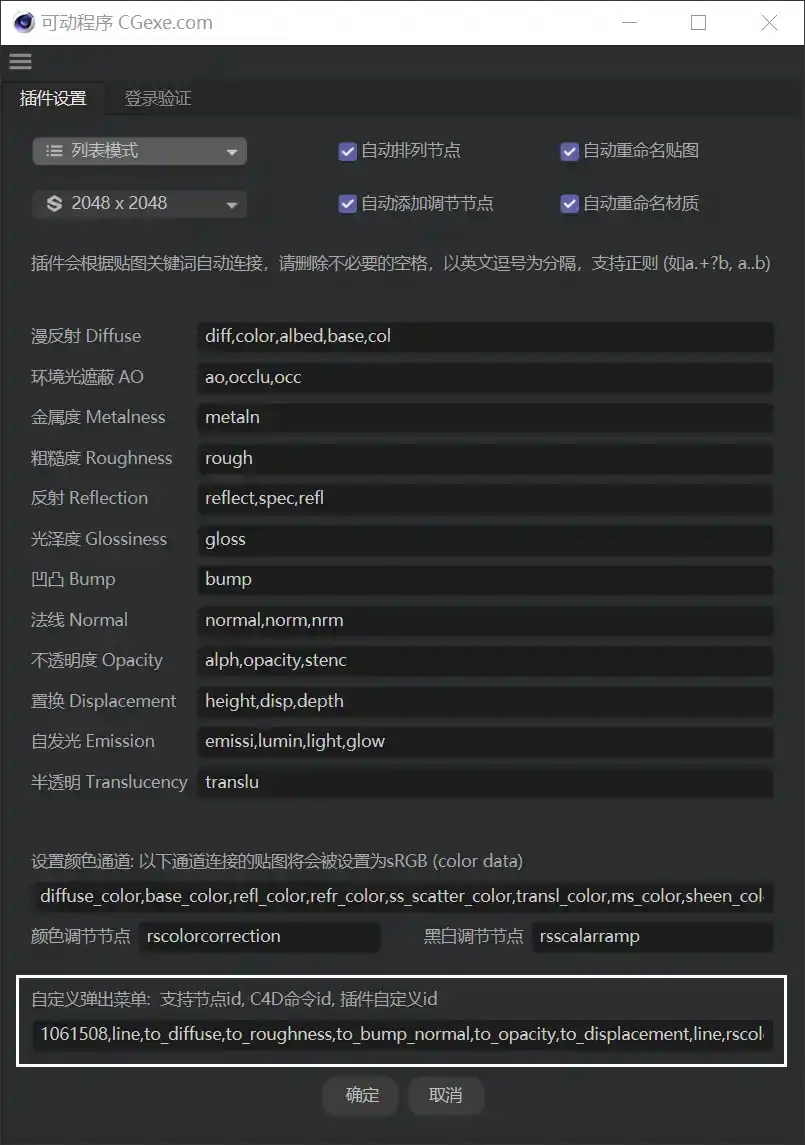 可动程序 CGexe.com
插件设置 登录验证
列表模式 自动排列节点 自动重命名贴图
2048 x 2048 自动添加调节节点 自动重命名材质
插件会根据贴图关键词自动连接，请删除不必要的空格，以英文逗号为分隔，支持正则 (如a.+?b, a..b)
漫反射 Diffuse diff,color,albed,base,col
环境光遮蔽 AO ao,occlu,occ
金属度 Metalness metaln
粗糙度 Roughness rough
反射 Reflection reflect,spec,refl
光泽度 Glossiness gloss
凹凸 Bump bump
法线 Normal normal,norm,nrm
不透明度 Opacity alph,opacity,stenc
置换 Displacement height,disp,depth
自发光 Emission emissi,lumin,light,glow
半透明 Translucency translu
设置颜色通道: 以下通道连接的贴图将会被设置为sRGB (color data)
diffuse_color,base_color,refl_color,refr_color,ss_scatter_color,transl_color,ms_color,sheen_col
颜色调节节点 rscolorcorrection 黑白调节节点 rsscalarramp
自定义弹出菜单: 支持节点id, C4D命令id, 插件自定义id
1061508,line,to_diffuse,to_roughness,to_bump_normal,to_opacity,to_displacement,line,rscol
确定 取消